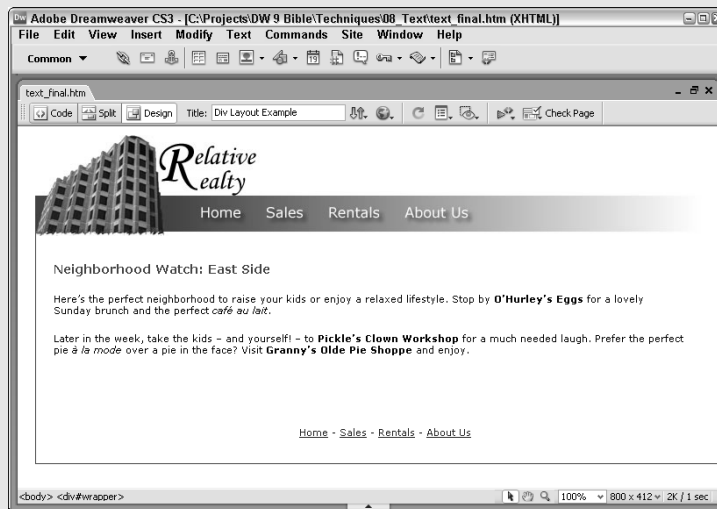 Dw Adobe Dreamweaver CS3 - [C:\Projects\DW 9 Bible\Techniques\08_Text\text_final.htm (XHTML)]
File Edit View Insert Modify Text Commands Site Window Help
Common
19
text_final.htm
Code Split Design Title: Div Layout Example Check Page
Relative
Realty
Home Sales Rentals About Us
Neighborhood Watch: East Side
Here's the perfect neighborhood to raise your kids or enjoy a relaxed lifestyle. Stop by O'Hurley's Eggs for a lovely
Sunday brunch and the perfect café au lait.
Later in the week, take the kids – and yourself! – to Pickle's Clown Workshop for a much needed laugh. Prefer the perfect
pie à la mode over a pie in the face? Visit Granny's Olde Pie Shoppe and enjoy.
Home - Sales - Rentals - About Us
<body> <div#wrapper> 100% 800 x 412 2K / 1 sec